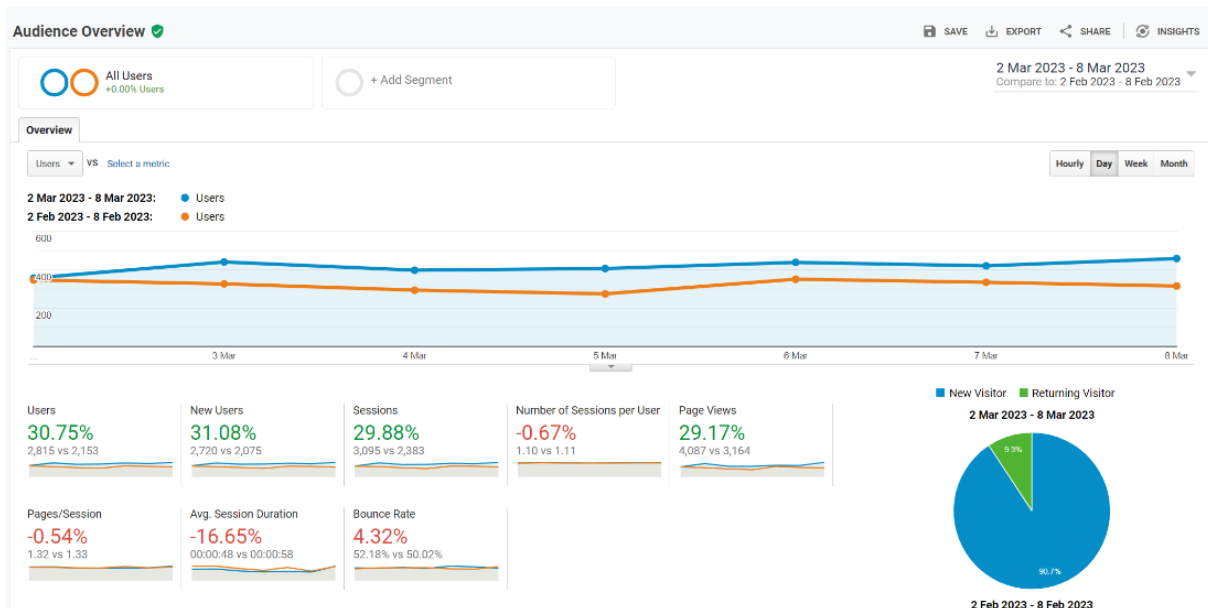 Audience Overview
SAVE EXPORT SHARE INSIGHTS
All Users
+0.00% Users
+ Add Segment
2 Mar 2023 - 8 Mar 2023
Compare to: 2 Feb 2023 - 8 Feb 2023
Overview
Users VS Select a metric
Hourly Day Week Month
2 Mar 2023 - 8 Mar 2023: Users
2 Feb 2023 - 8 Feb 2023: Users
600
400
200
... 3 Mar 4 Mar 5 Mar 6 Mar 7 Mar 8 Mar
Users
30.75%
2,815 vs 2,153
New Users
31.08%
2,720 vs 2,075
Sessions
29.88%
3,095 vs 2,383
Number of Sessions per User
-0.67%
1.10 vs 1.11
Page Views
29.17%
4,087 vs 3,164
Pages/Session
-0.54%
1.32 vs 1.33
Avg. Session Duration
-16.65%
00:00:48 vs 00:00:58
Bounce Rate
4.32%
52.18% vs 50.02%
New Visitor Returning Visitor
2 Mar 2023 - 8 Mar 2023
9.3%
90.7%
2 Feb 2023 - 8 Feb 2023